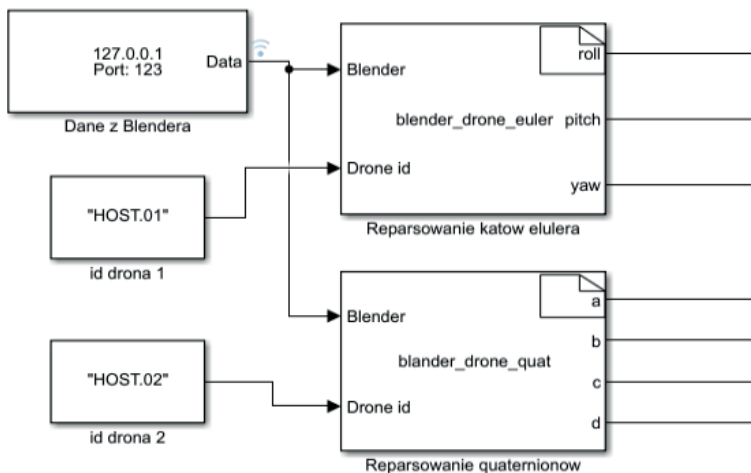 127.0.0.1
Port: 123
Data
Dane z Blendera
"HOST.01"
id drona 1
"HOST.02"
id drona 2
Blender
Drone id
blender_drone_euler
roll
pitch
yaw
Reparsowanie katow elulera
Blender
Drone id
blander_drone_quat
a
b
c
d
Reparsowanie quaternionow